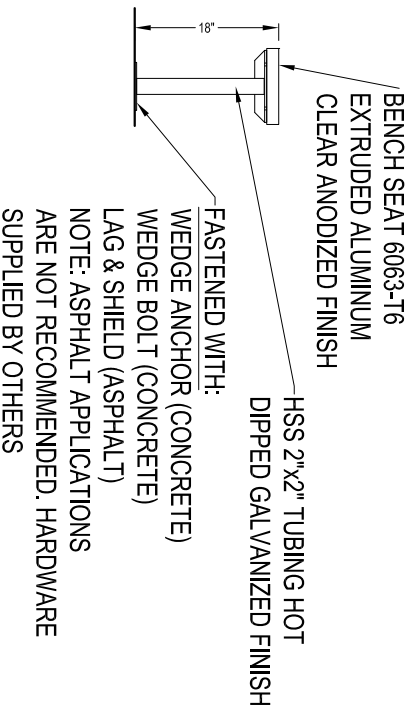 BENCH SEAT 6063-T6
EXTRUDED ALUMINUM
CLEAR ANODIZED FINISH
18"
HSS 2"x2" TUBING HOT
DIPPED GALVANIZED FINISH
FASTENED WITH:
WEDGE ANCHOR (CONCRETE)
WEDGE BOLT (CONCRETE)
LAG & SHIELD (ASPHALT)
NOTE: ASPHALT APPLICATIONS
ARE NOT RECOMMENDED. HARDWARE
SUPPLIED BY OTHERS